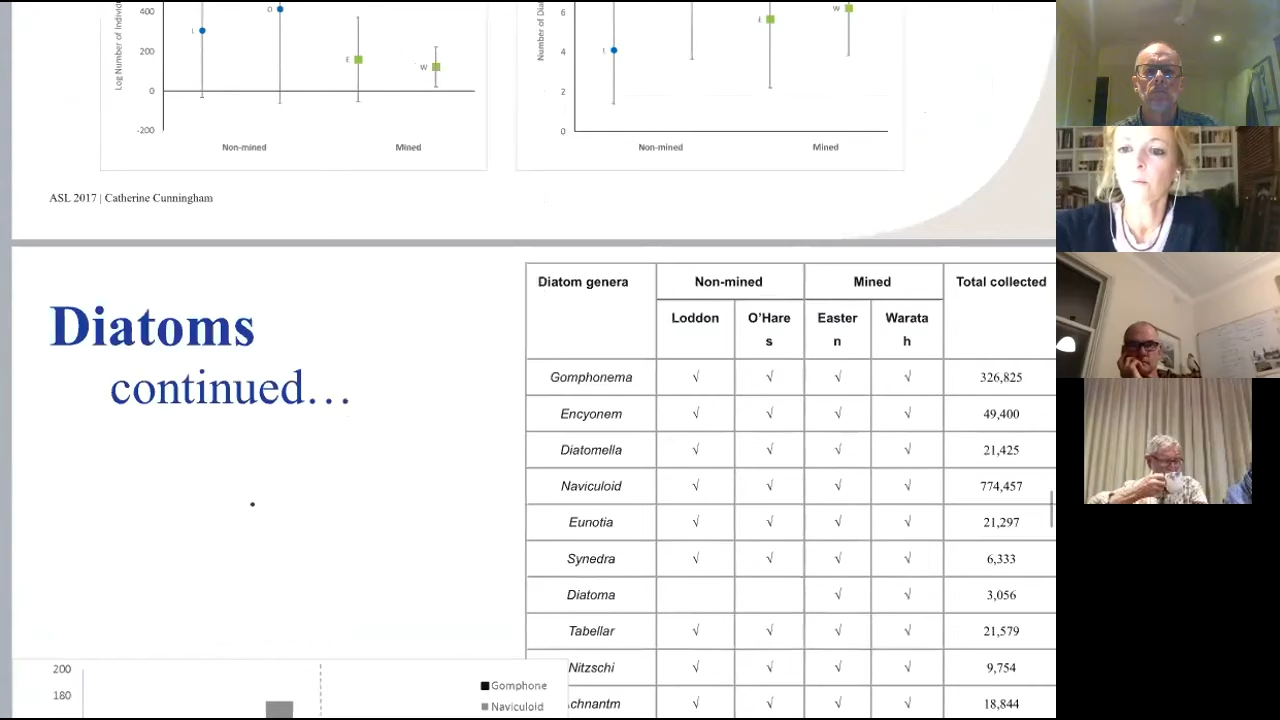 Log Number of Individ
400
200
0
-200
L
O
E
W
Non-mined
Mined
Number of Dia
6
4
2
0
L
E
W
Non-mined
Mined
ASL 2017 | Catherine Cunningham
Diatoms
continued…
Diatom genera Non-mined Mined Total collected
Loddon O'Hare Easter Warata
s n h
Gomphonema √ √ √ √ 326,825
Encyonem √ √ √ √ 49,400
Diatomella √ √ √ √ 21,425
Naviculoid √ √ √ √ 774,457
Eunotia √ √ √ √ 21,297
Synedra √ √ √ √ 6,333
Diatoma √ √ 3,056
Tabellar √ √ √ √ 21,579
Nitzschi √ √ √ √ 9,754
chnantm √ √ √ √ 18,844
200
180
Gomphone
Naviculoid